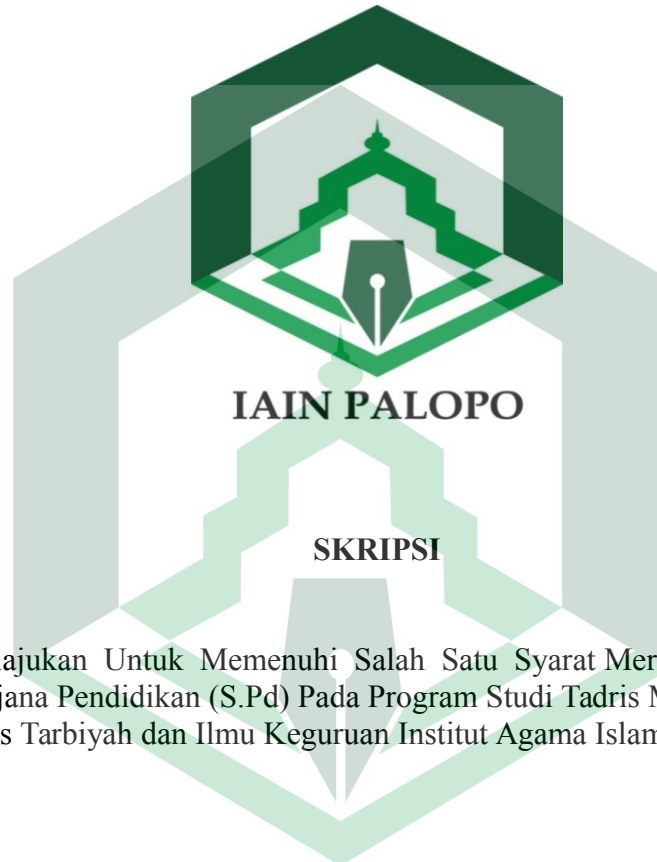 IAIN PALOPO
SKRIPSI
Untuk Memenuhi Salah Satu Syarat
Pendidikan (S.Pd) Pada Program Studi Tadris
Tarbiyah dan Ilmu Keguruan Institut Agama Islam